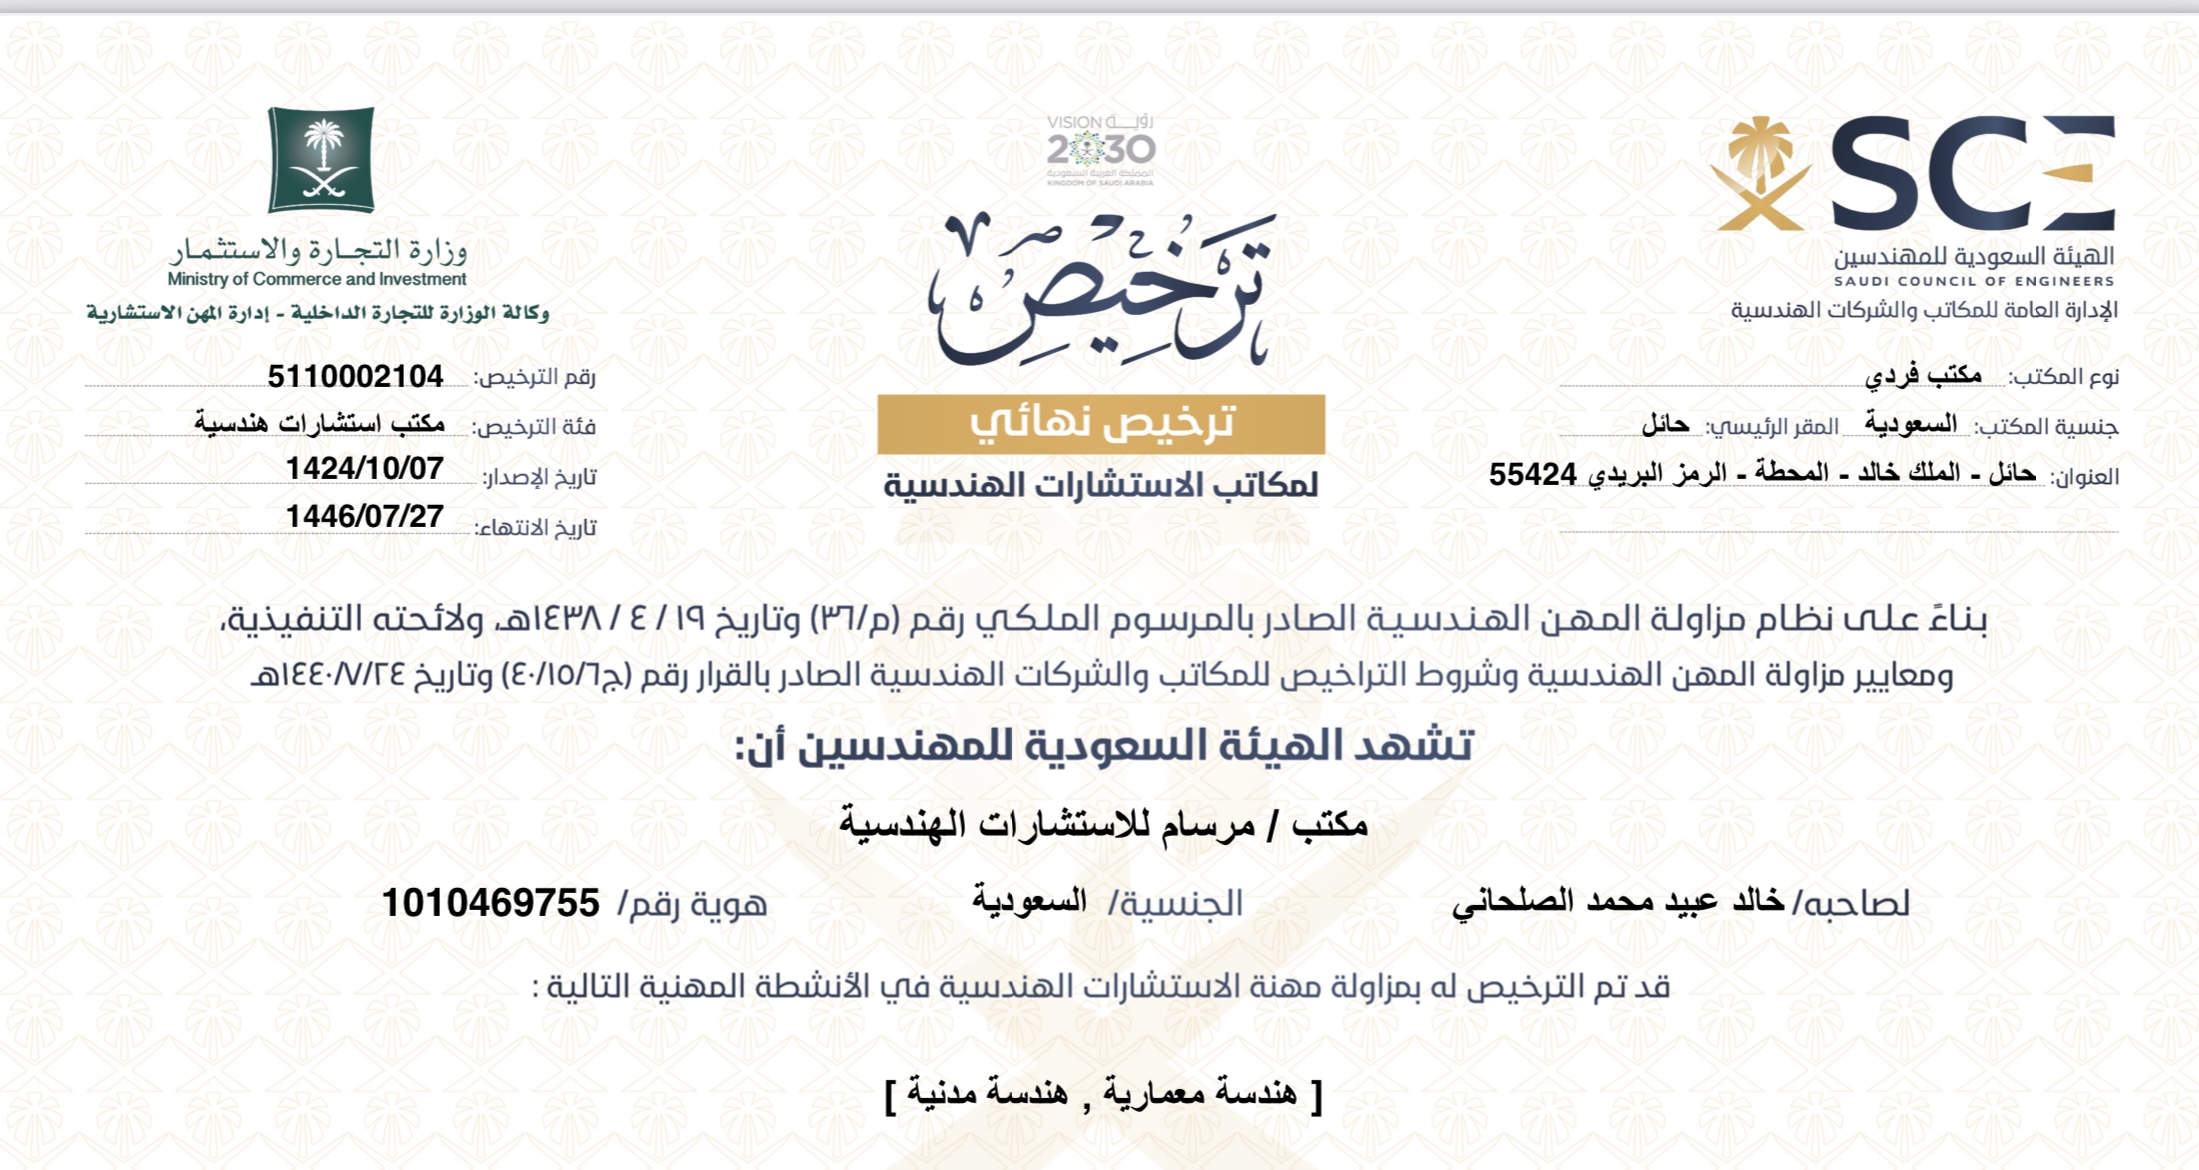 SCE
الهيئة السعودية للمهندسين
SAUDI COUNCIL OF ENGINEERS
الإدارة العامة للمكاتب والشركات الهندسية
نوع المكتب: مكتب فردي
جنسية المكتب: السعودية المقر الرئيسي: حائل
العنوان: حائل - الملك خالد - المحطة - الرمز البريدي 55424
VISION رؤيــة
2030
المملكة العربية السعودية
KINGDOM OF SAUDI ARABIA
تَرْخِيصٌ
ترخيص نهائي
لمكاتب الاستشارات الهندسية
وزارة التجـارة والاستثمـار
Ministry of Commerce and Investment
وكالة الوزارة للتجارة الداخلية - إدارة المهن الاستشارية
رقم الترخيص: 5110002104
فئة الترخيص: مكتب استشارات هندسية
تاريخ الإصدار: 1424/10/07
تاريخ الانتهاء: 1446/07/27
بناءً على نظام مزاولة المهن الهندسية الصادر بالمرسوم الملكي رقم (م/٣٦) وتاريخ ١٩ / ٤ / ١٤٣٨هـ، ولائحته التنفيذية،
ومعايير مزاولة المهن الهندسية وشروط التراخيص للمكاتب والشركات الهندسية الصادر بالقرار رقم (ج٤٠/١٥/٦) وتاريخ ١٤٤٠/٧/٢٤هـ
تشهد الهيئة السعودية للمهندسين أن:
مكتب / مرسام للاستشارات الهندسية
لصاحبه/ خالد عبيد محمد الصلحاني الجنسية/ السعودية هوية رقم/ 1010469755
قد تم الترخيص له بمزاولة مهنة الاستشارات الهندسية في الأنشطة المهنية التالية :
[ هندسة معمارية , هندسة مدنية ]